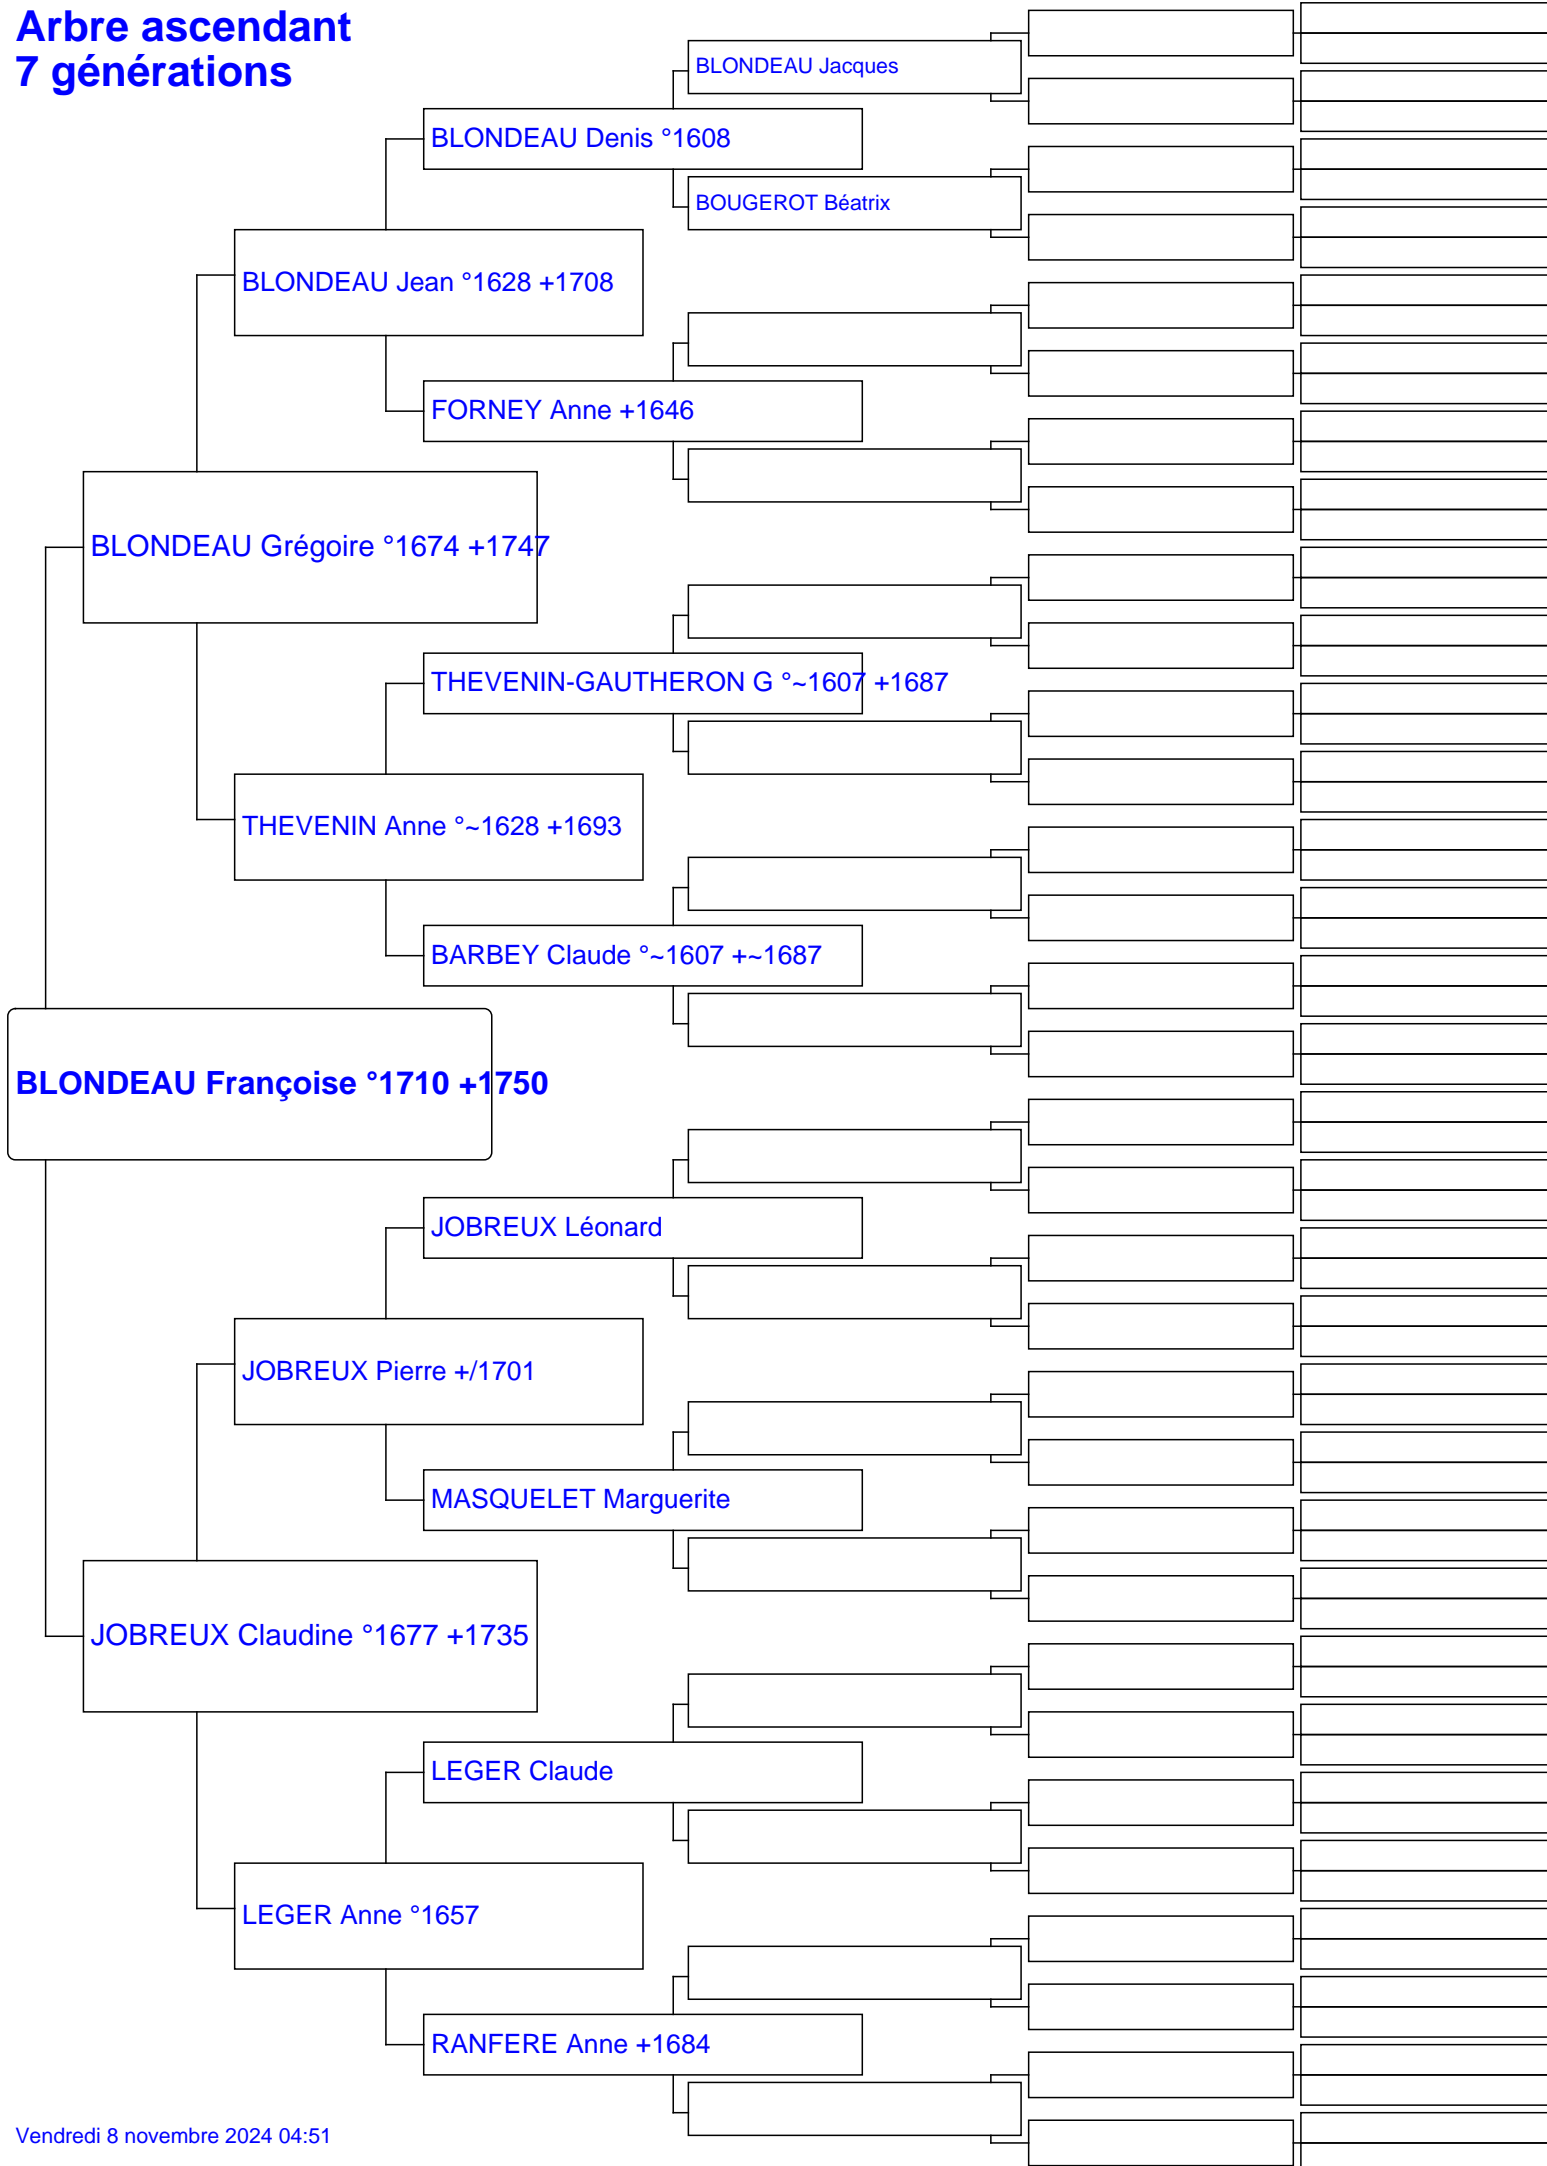 Arbre ascendant
7 générations
BLONDEAU Jacques
BLONDEAU Denis °1608
BOUGEROT Béatrix
BLONDEAU Jean °1628 +1708
FORNEY Anne +1646
BLONDEAU Grégoire °1674 +1747
THEVENIN-GAUTHERON G °~1607 +1687
THEVENIN Anne °~1628 +1693
BARBEY Claude °~1607 +~1687
BLONDEAU Françoise °1710 +1750
JOBREUX Léonard
JOBREUX Pierre +/1701
MASQUELET Marguerite
JOBREUX Claudine °1677 +1735
LEGER Claude
LEGER Anne °1657
RANFERE Anne +1684
Vendredi 8 novembre 2024 04:51